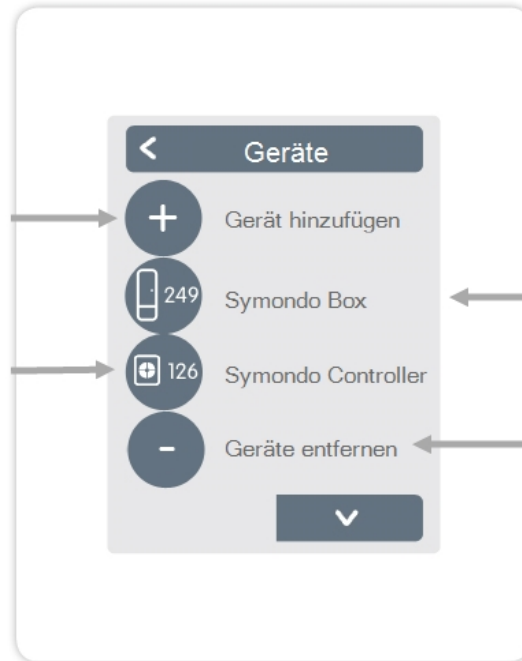 Geräte
+ Gerät hinzufügen
249 Symondo Box
126 Symondo Controller
- Geräte entfernen